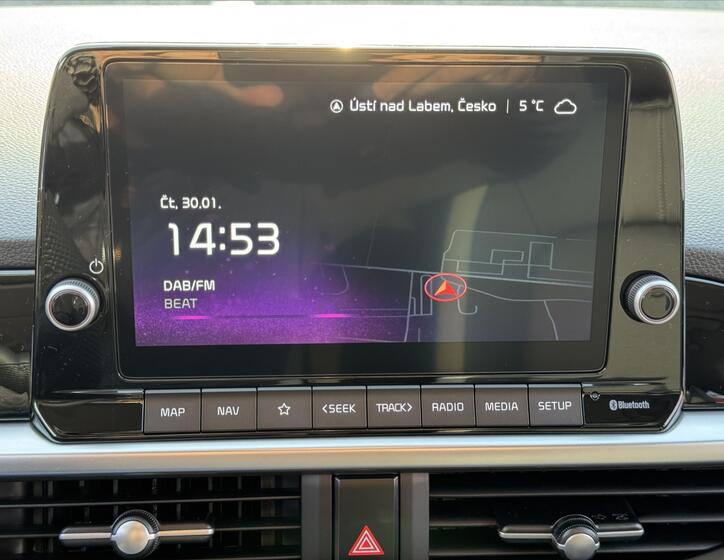 Ústí nad Labem, Česko | 5 °C
Čt, 30.01.
14:53
DAB/FM
BEAT
MAP NAV <SEEK TRACK> RADIO MEDIA SETUP Bluetooth